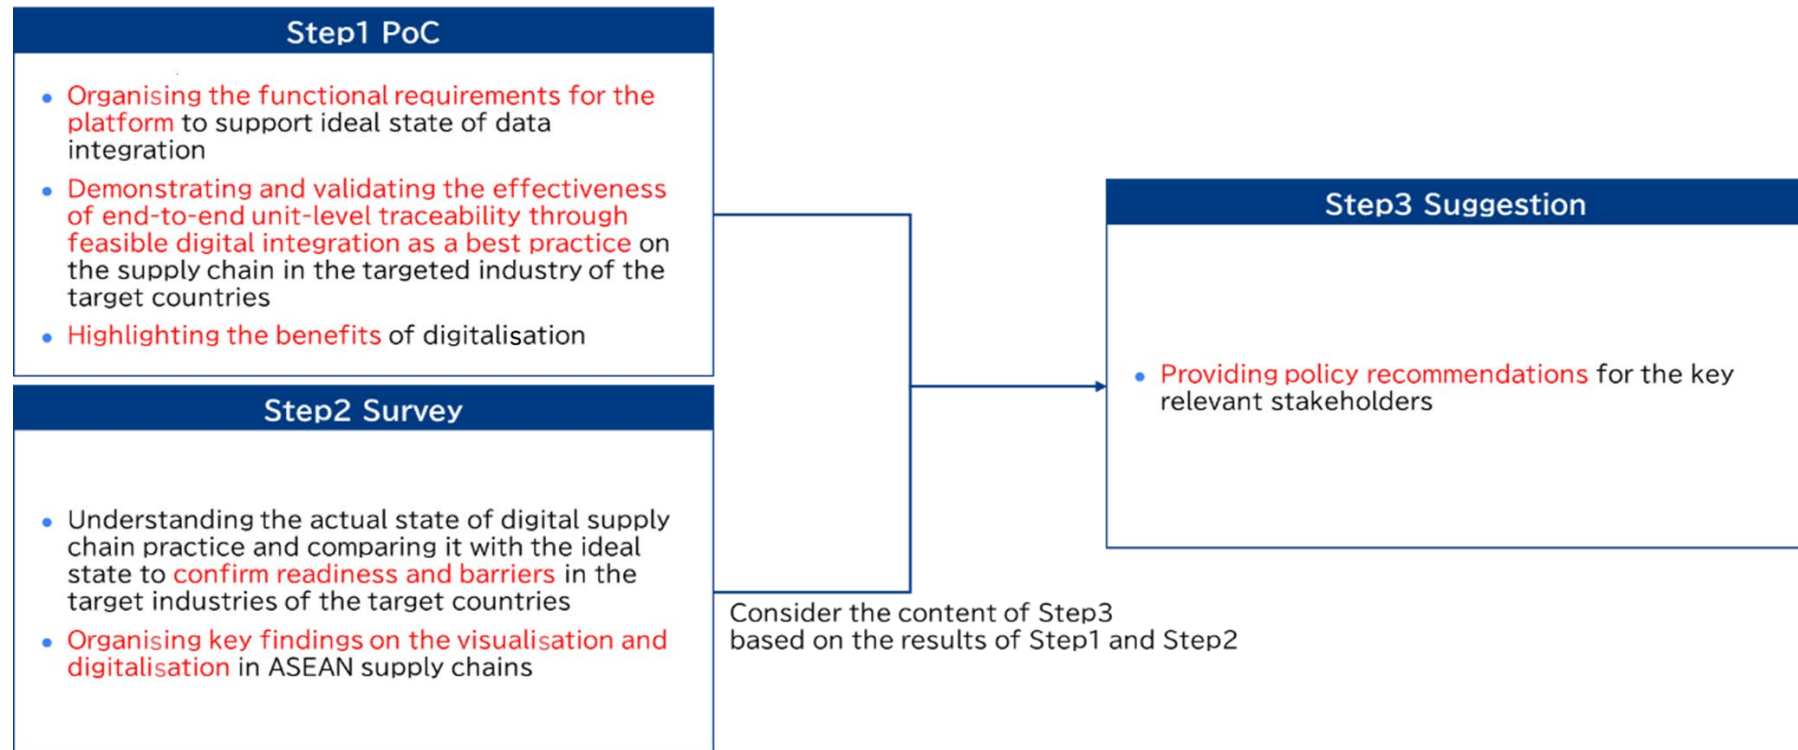 Step1 PoC
• Organising the functional requirements for the
platform to support ideal state of data
integration
• Demonstrating and validating the effectiveness
of end-to-end unit-level traceability through
feasible digital integration as a best practice on
the supply chain in the targeted industry of the
target countries
• Highlighting the benefits of digitalisation
Step2 Survey
• Understanding the actual state of digital supply
chain practice and comparing it with the ideal
state to confirm readiness and barriers in the
target industries of the target countries
• Organising key findings on the visualisation and
digitalisation in ASEAN supply chains
Consider the content of Step3
based on the results of Step1 and Step2
Step3 Suggestion
• Providing policy recommendations for the key
relevant stakeholders